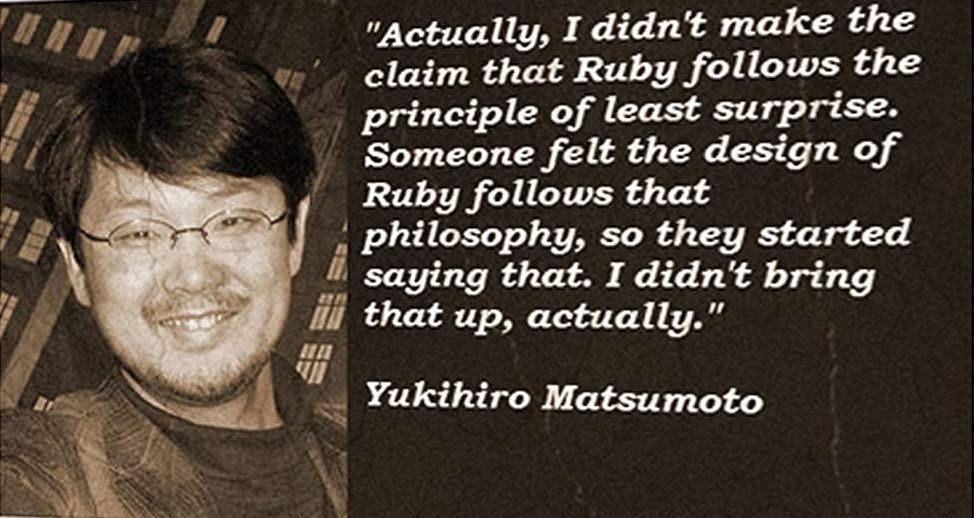 "Actually, I didn't make the
claim that Ruby follows the
principle of least surprise.
Someone felt the design of
Ruby follows that
philosophy, so they started
saying that. I didn't bring
that up, actually."
Yukihiro Matsumoto